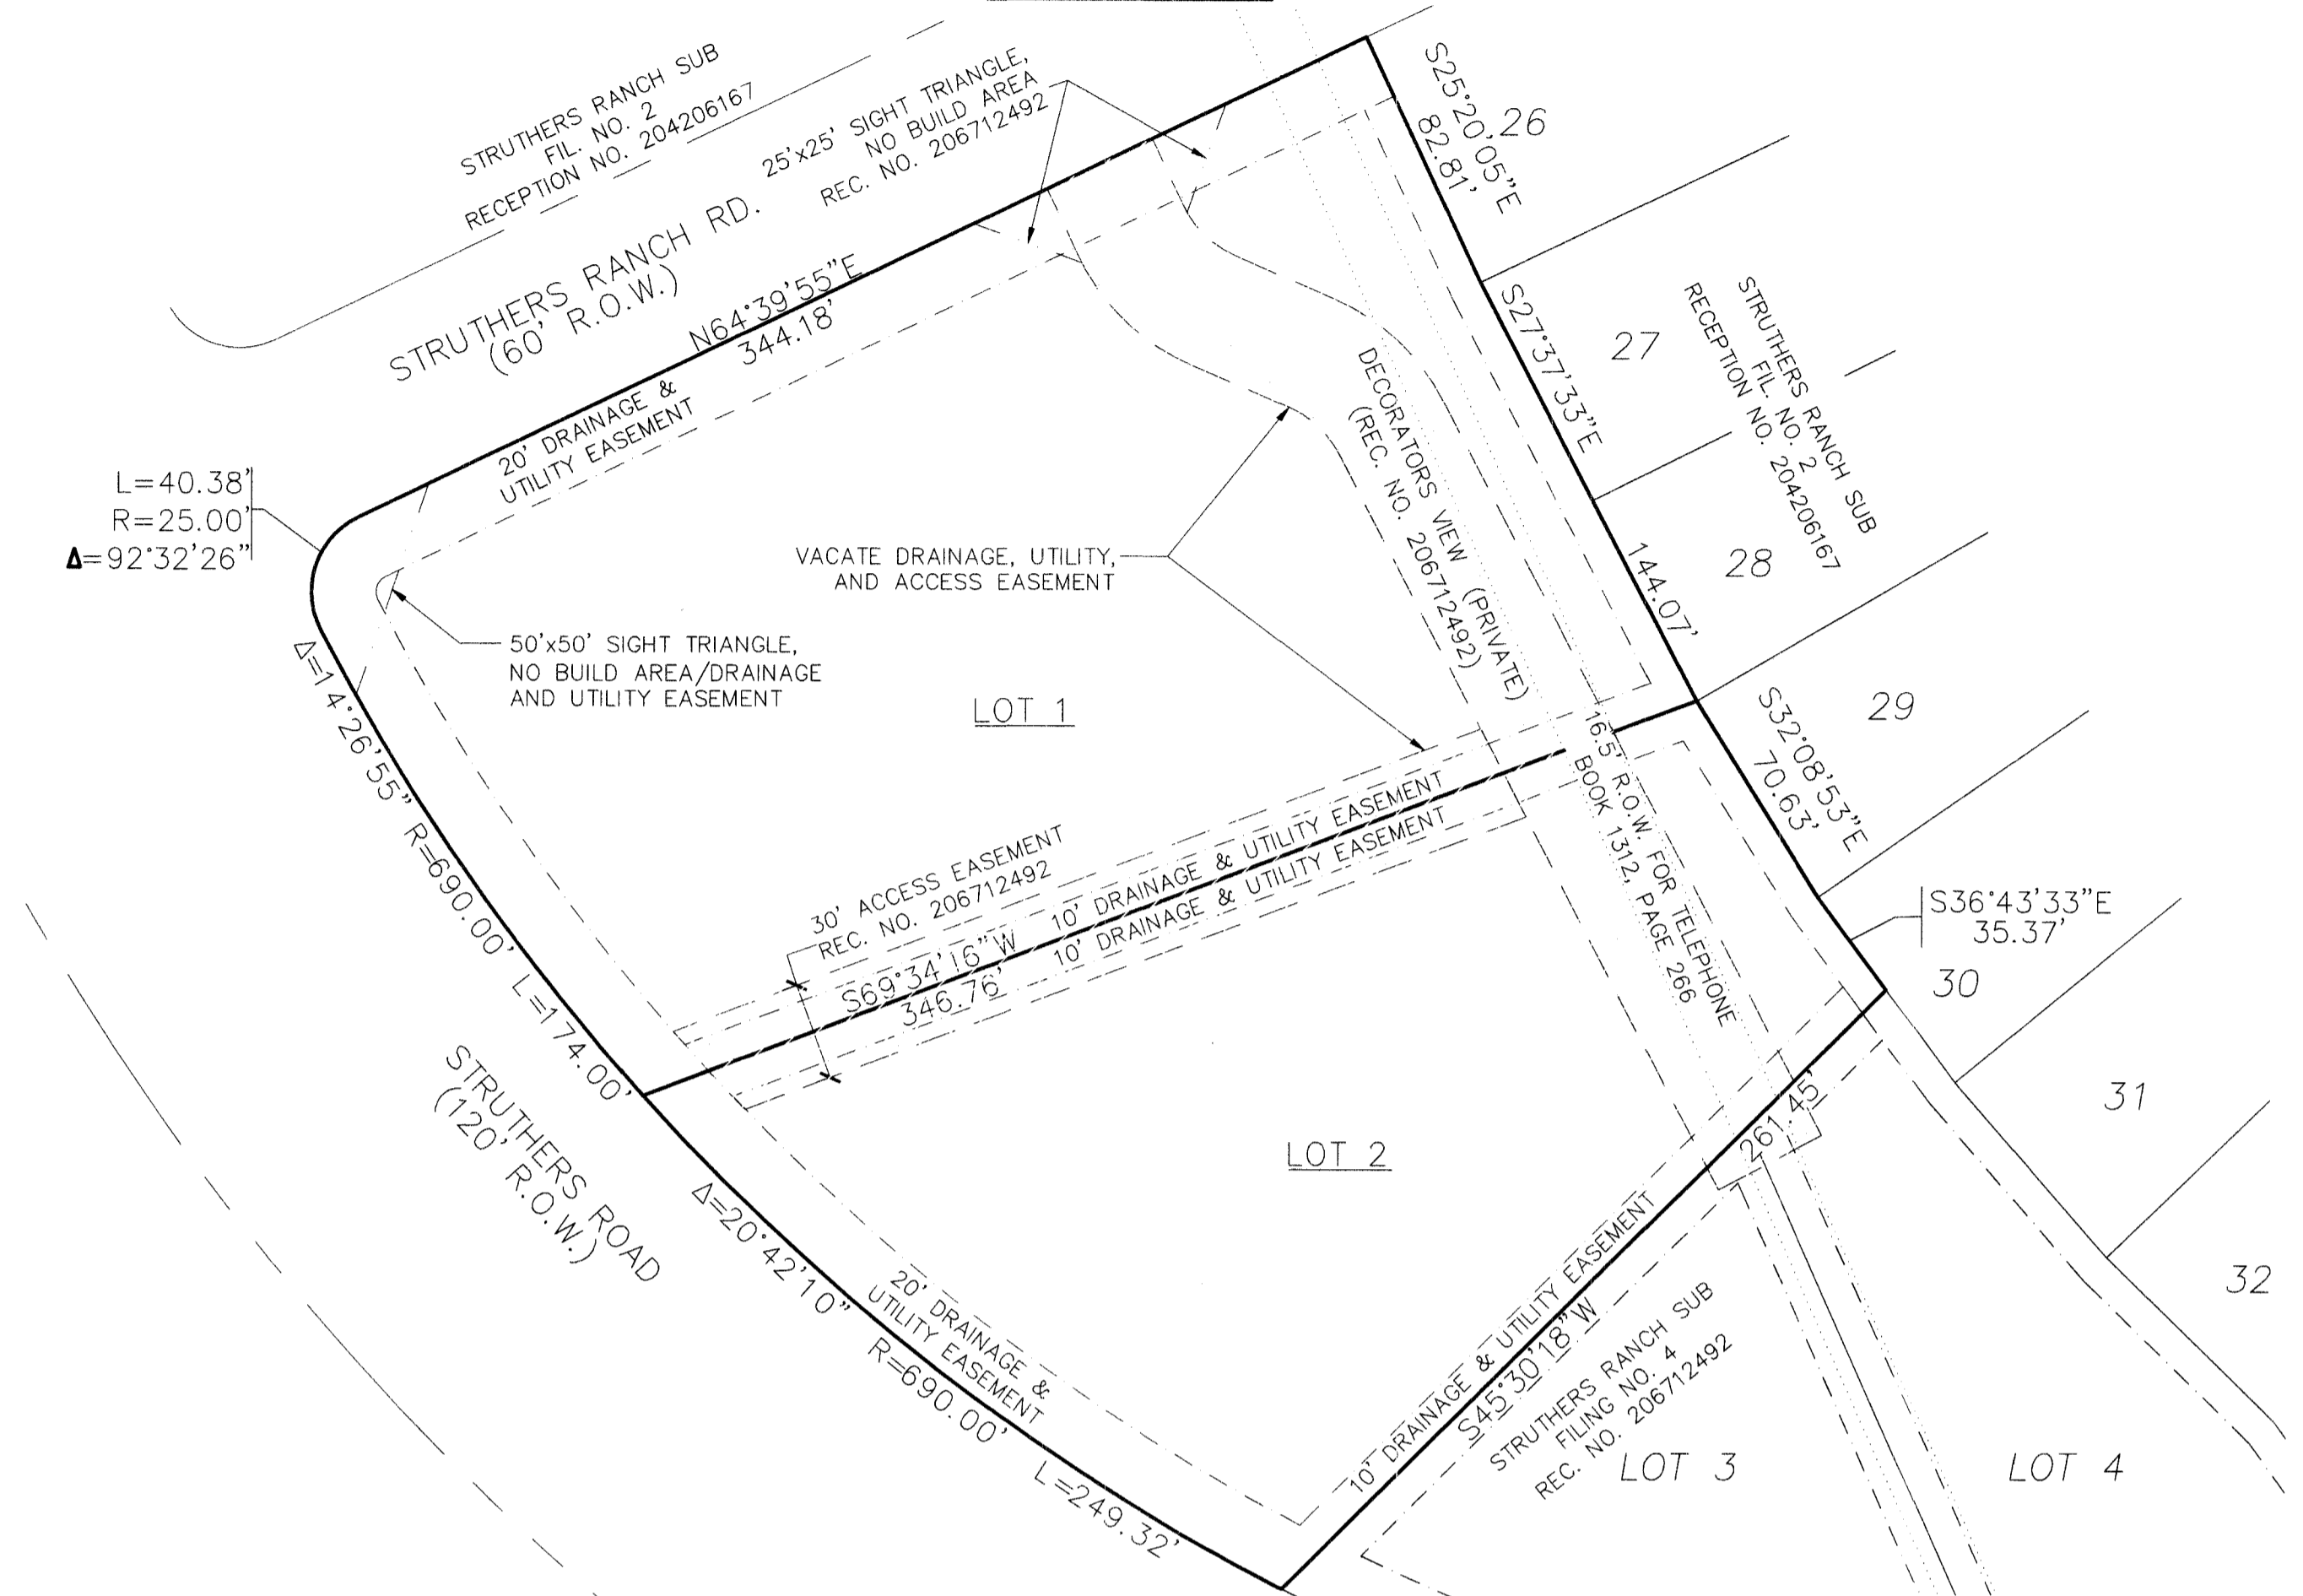 STRUTHERS RANCH SUB
FIL. NO. 2
RECEPTION NO. 204206167
25'x25' SIGHT TRIANGLE,
NO BUILD AREA
REC. NO. 206712492
STRUTHERS RANCH RD.
(60' R.O.W.)
N64°39'55"E
344.18'
20' DRAINAGE &
UTILITY EASEMENT
S25°20'05"E
82.81'
26
S27°37'33"E
144.07'
27
STRUTHERS RANCH SUB
FIL. NO. 2
RECEPTION NO. 204206167
28
L=40.38'
R=25.00'
Δ=92°32'26"
VACATE DRAINAGE, UTILITY,
AND ACCESS EASEMENT
DECORATORS VIEW (PRIVATE)
(REC. NO. 206712492)
50'x50' SIGHT TRIANGLE,
NO BUILD AREA/DRAINAGE
AND UTILITY EASEMENT
LOT 1
Δ=14°26'55" R=690.00' L=174.00'
29
S32°08'53"E
70.63'
16.5' R.O.W. FOR TELEPHONE
BOOK 1312, PAGE 266
30' ACCESS EASEMENT
REC. NO. 206712492
10' DRAINAGE & UTILITY EASEMENT
10' DRAINAGE & UTILITY EASEMENT
S69°34'16"W
346.76'
S36°43'33"E
35.37'
30
31
32
STRUTHERS ROAD
(120' R.O.W.)
LOT 2
261.45'
Δ=20°42'10" R=690.00' L=249.32'
20' DRAINAGE &
UTILITY EASEMENT
10' DRAINAGE & UTILITY EASEMENT
S45°30'18"W
STRUTHERS RANCH SUB
FILING NO. 4
REC. NO. 206712492
LOT 3
LOT 4